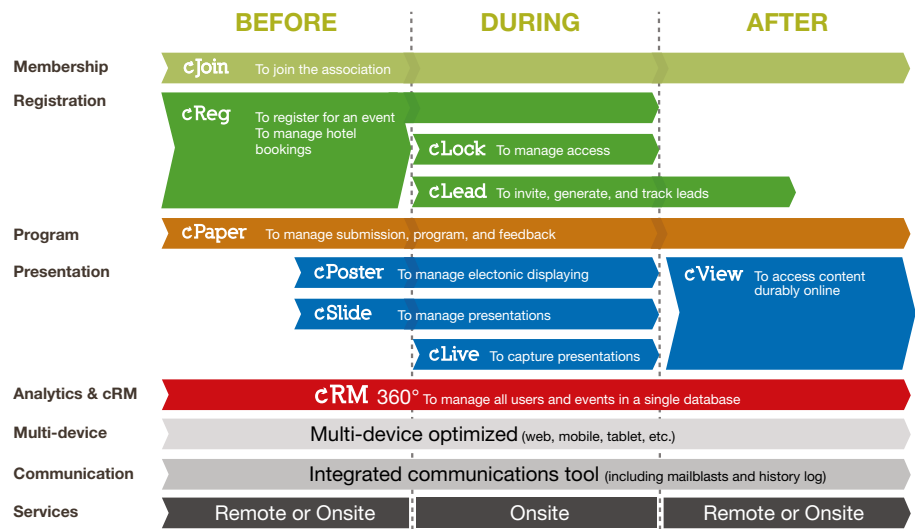 BEFORE DURING AFTER
Membership cJoin To join the association
Registration
cReg To register for an event
To manage hotel
bookings
cLock To manage access
cLead To invite, generate, and track leads
Program cPaper To manage submission, program, and feedback
Presentation cPoster To manage electonic displaying
cView To access content
durably online
cSlide To manage presentations
cLive To capture presentations
Analytics & cRM cRM 360° To manage all users and events in a single database
Multi-device Multi-device optimized (web, mobile, tablet, etc.)
Communication Integrated communications tool (including mailblasts and history log)
Services Remote or Onsite Onsite Remote or Onsite